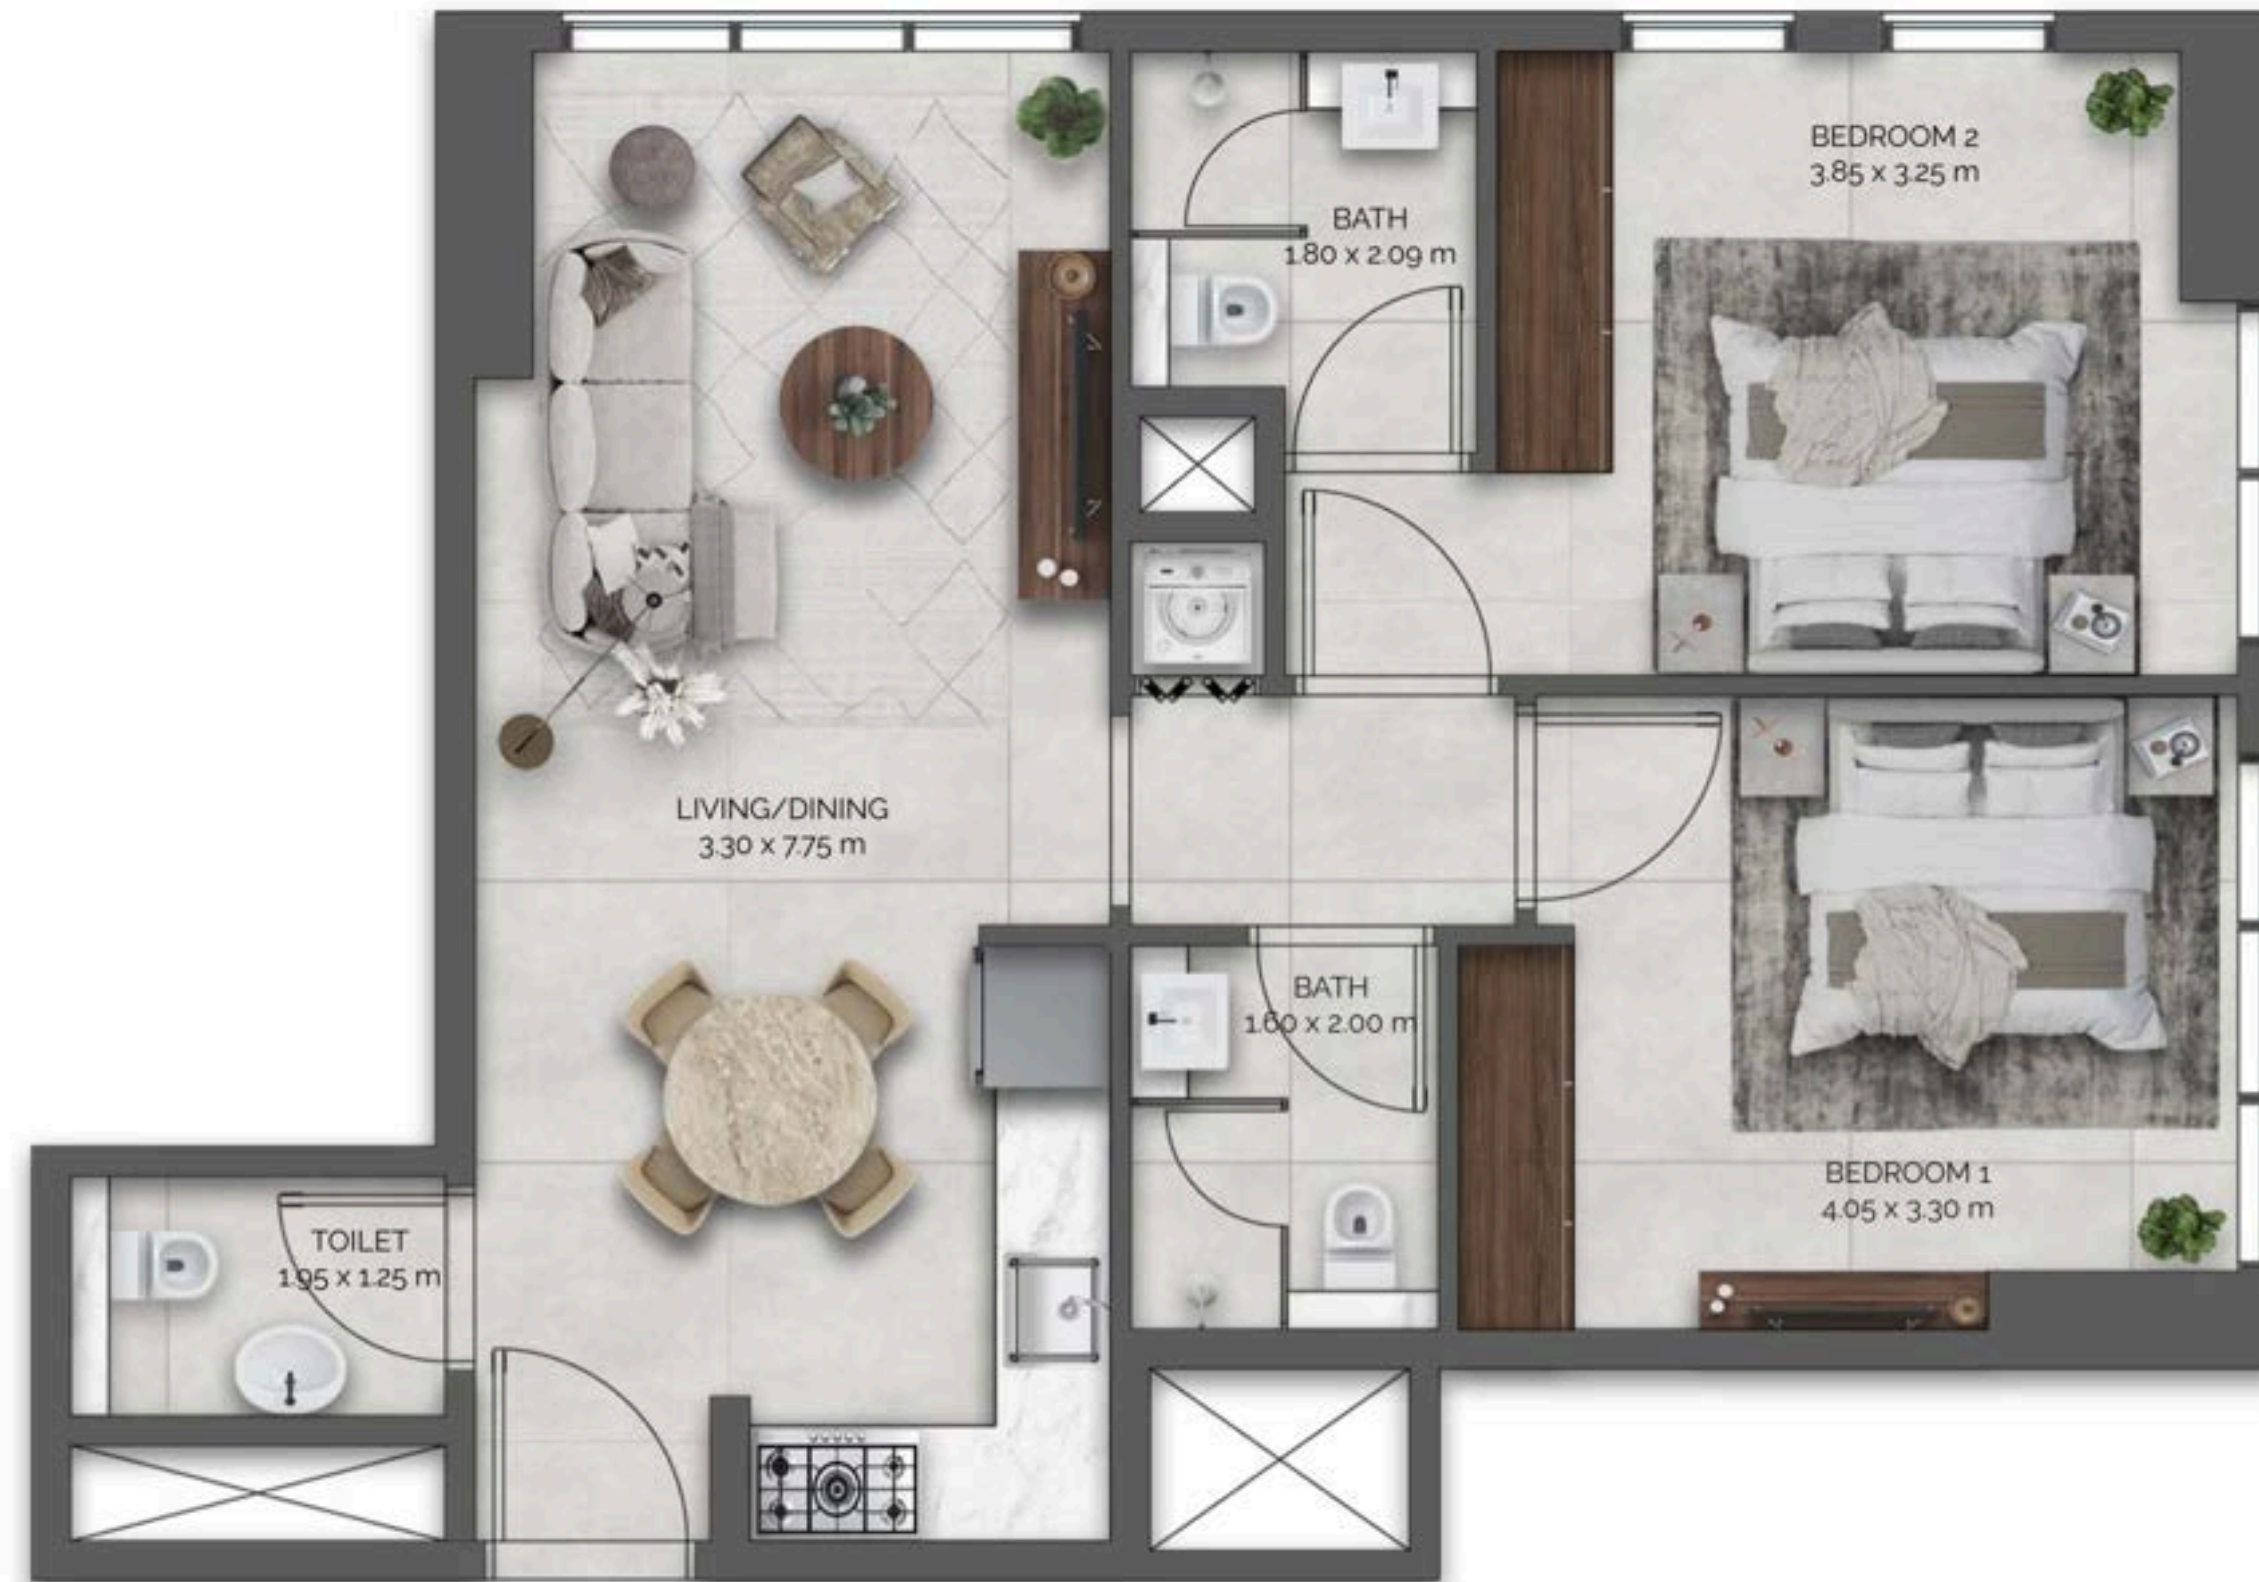 BEDROOM 2
3.85 x 3.25 m
BATH
1.80 x 2.09 m
LIVING/DINING
3.30 x 7.75 m
BATH
1.60 x 2.00 m
BEDROOM 1
4.05 x 3.30 m
TOILET
1.95 x 1.25 m